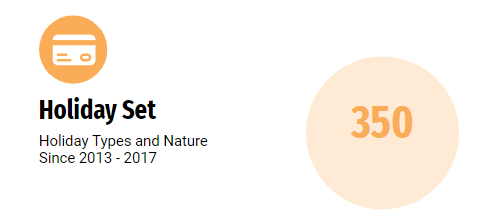 Holiday Set
Holiday Types and Nature
Since 2013 - 2017
350